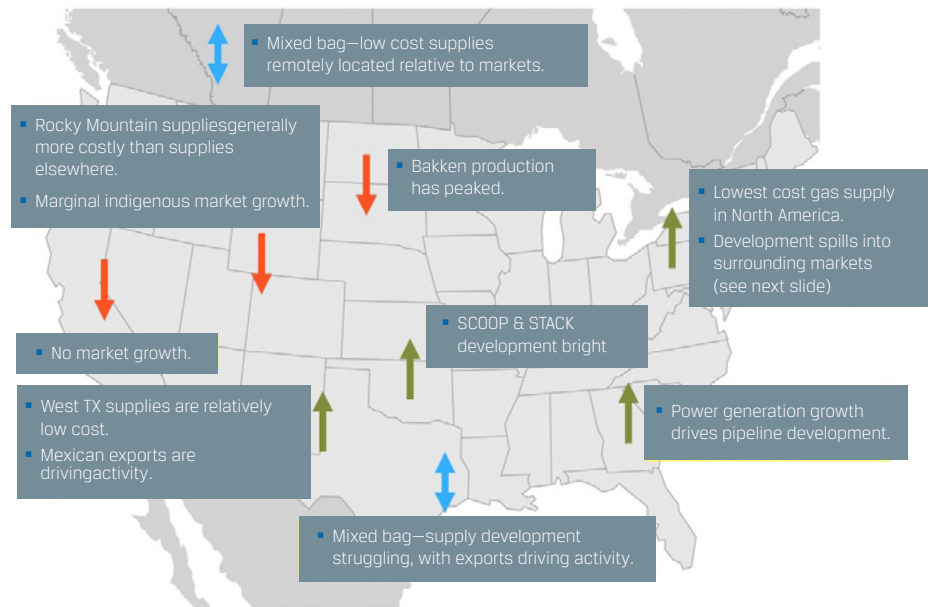 ▪ Mixed bag—low cost supplies
remotely located relative to markets.
▪ Rocky Mountain suppliesgenerally
more costly than supplies
elsewhere.
▪ Marginal indigenous market growth.
▪ Bakken production
has peaked.
▪ Lowest cost gas supply
in North America.
▪ Development spills into
surrounding markets
(see next slide)
▪ SCOOP & STACK
development bright
▪ No market growth.
▪ West TX supplies are relatively
low cost.
▪ Mexican exports are
drivingactivity.
▪ Power generation growth
drives pipeline development.
▪ Mixed bag—supply development
struggling, with exports driving activity.